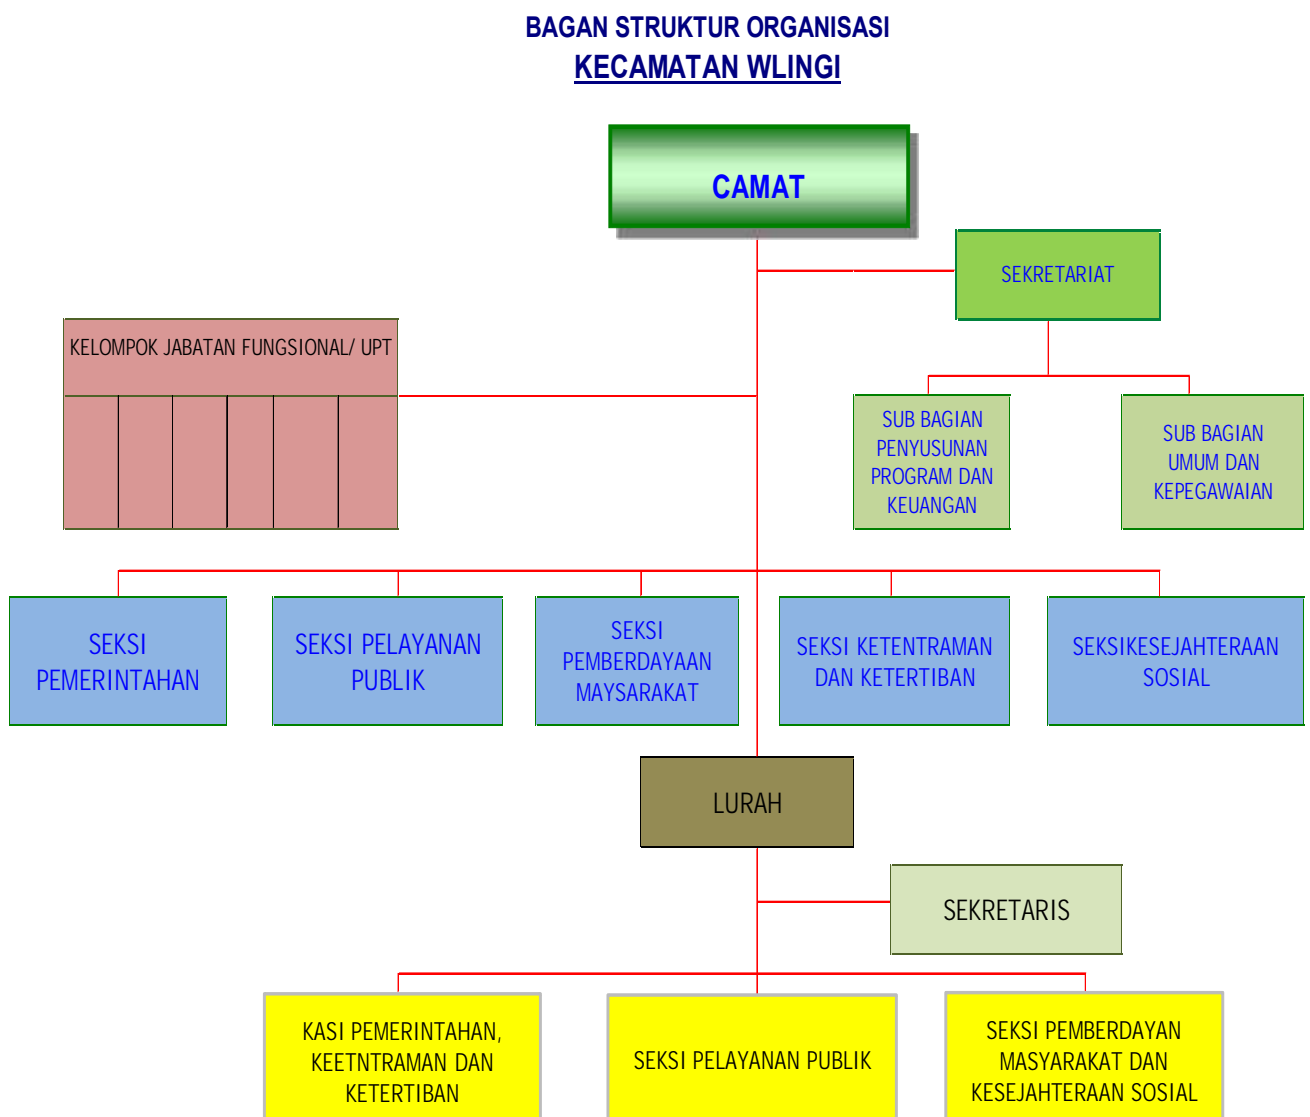 BAGAN STRUKTUR ORGANISASI
KECAMATAN WLINGI
CAMAT
SEKRETARIAT
KELOMPOK JABATAN FUNGSIONAL/ UPT
SUB BAGIAN
PENYUSUNAN
PROGRAM DAN
KEUANGAN
SUB BAGIAN
UMUM DAN
KEPEGAWAIAN
SEKSI
PEMERINTAHAN
SEKSI PELAYANAN
PUBLIK
SEKSI
PEMBERDAYAAN
MAYSARAKAT
SEKSI KETENTRAMAN
DAN KETERTIBAN
SEKSIKESEJAHTERAAN
SOSIAL
LURAH
SEKRETARIS
KASI PEMERINTAHAN,
KEETNTRAMAN DAN
KETERTIBAN
SEKSI PELAYANAN PUBLIK
SEKSI PEMBERDAYAN
MASYARAKAT DAN
KESEJAHTERAAN SOSIAL